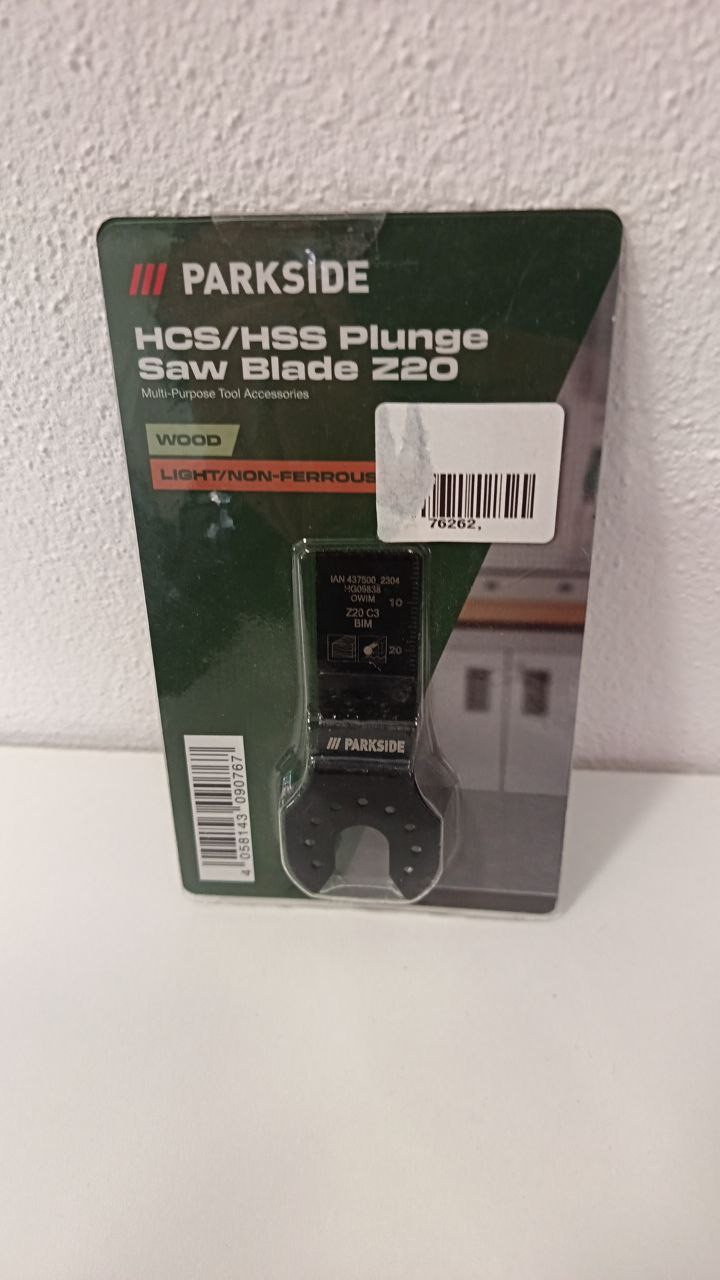 PARKSIDE
HCS/HSS Plunge
Saw Blade Z20
Multi-Purpose Tool Accessories
WOOD
LIGHT/NON-FERROUS
76262,
IAN 437500_2304
HG09838
OWIM
10
Z20 C3
BIM
20
PARKSIDE
4 058143 090767